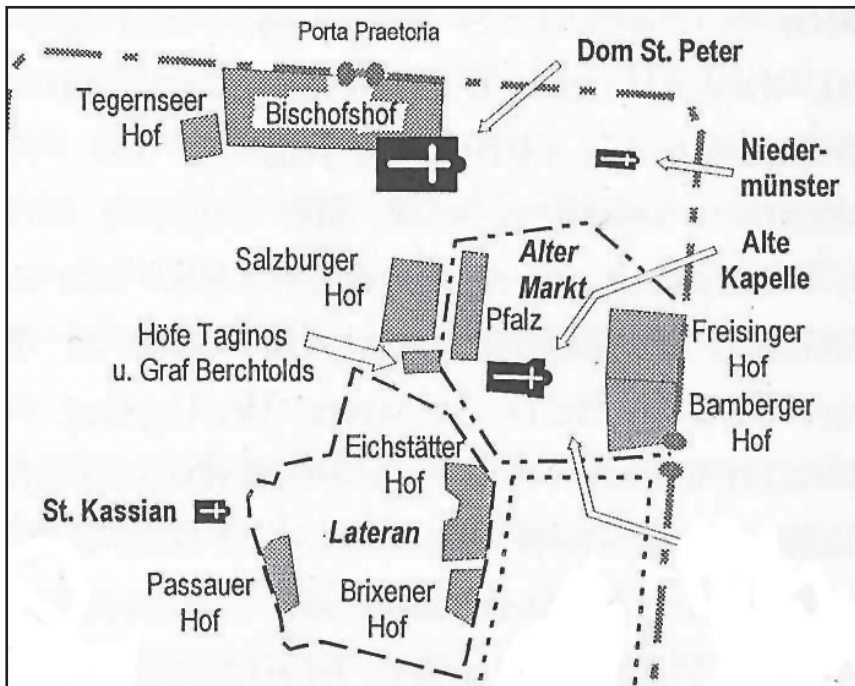 Porta Praetoria
Dom St. Peter
Tegernseer
Hof
Bischofshof
Nieder-
münster
Salzburger
Hof
Alter
Markt
Alte
Kapelle
Pfalz
Höfe Taginos
u. Graf Berchtolds
Freisinger
Hof
Bamberger
Hof
Eichstätter
Hof
St. Kassian
Lateran
Passauer
Hof
Brixener
Hof